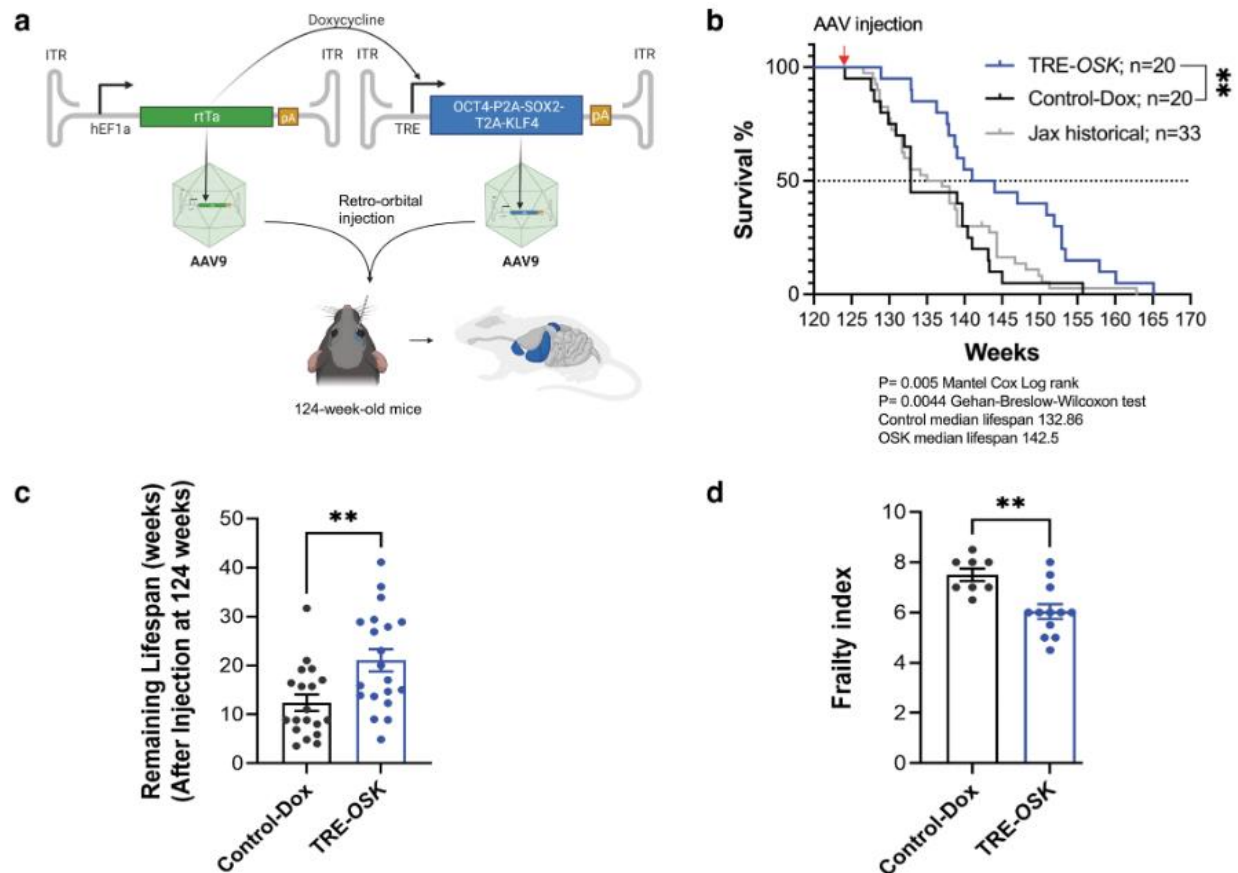 a
Doxycycline
ITR
ITR
ITR
ITR
rtTa
pA
hEF1a
OCT4-P2A-SOX2-
T2A-KLF4
pA
TRE
Retro-orbital
injection
AAV9
AAV9
124-week-old mice
b
AAV injection
Survival %
100
50
0
TRE-OSK; n=20
Control-Dox; n=20
Jax historical; n=33
**
120 125 130 135 140 145 150 155 160 165 170
Weeks
P= 0.005 Mantel Cox Log rank
P= 0.0044 Gehan-Breslow-Wilcoxon test
Control median lifespan 132.86
OSK median lifespan 142.5
c
Remaining Lifespan (weeks)
(After Injection at 124 weeks)
50
40
30
20
10
0
**
Control-Dox
TRE-OSK
d
Frailty index
10
8
6
4
2
0
**
Control-Dox
TRE-OSK